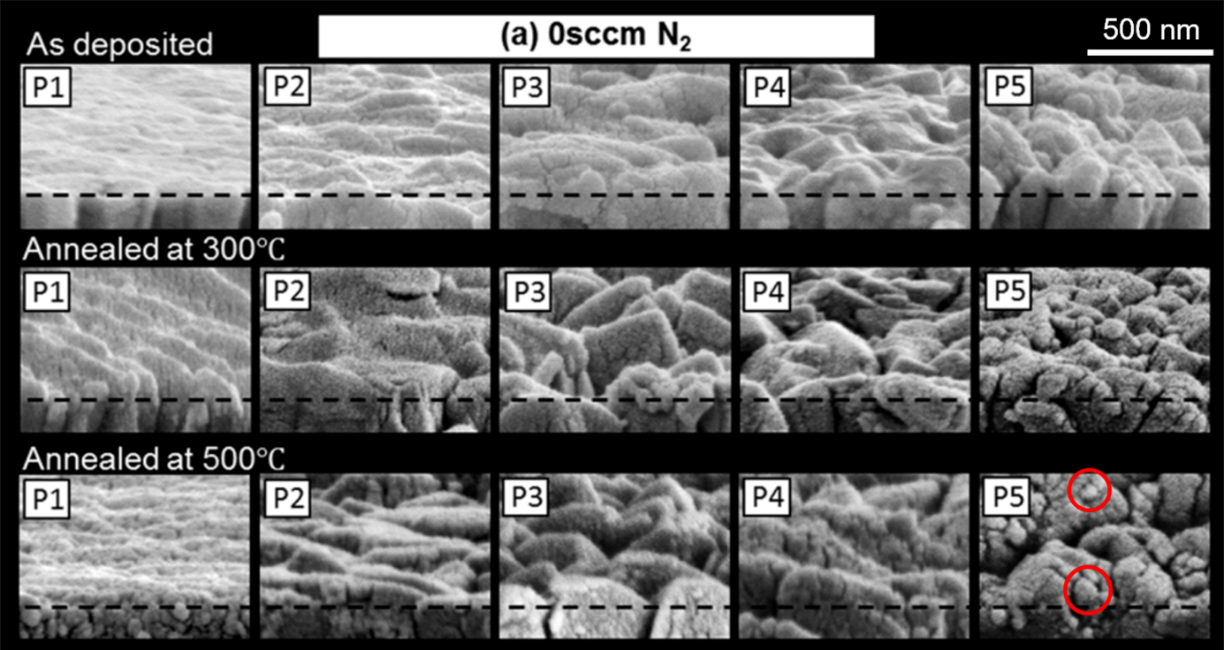 As deposited
(a) 0sccm N₂
500 nm
P1 P2 P3 P4 P5
Annealed at 300℃
P1 P2 P3 P4 P5
Annealed at 500℃
P1 P2 P3 P4 P5